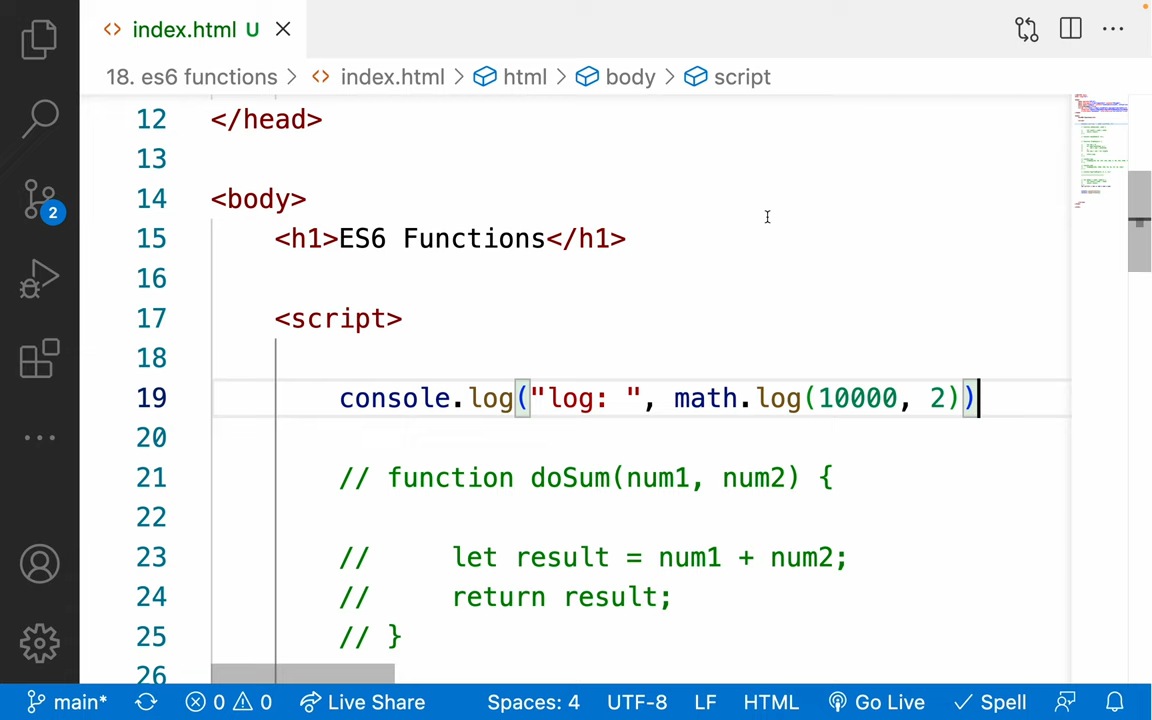 index.html U
18. es6 functions > index.html > html > body > script
12 </head>
13
14 <body>
15 <h1>ES6 Functions</h1>
16
17 <script>
18
19 console.log("log: ", math.log(10000, 2))
20
21 // function doSum(num1, num2) {
22
23 // let result = num1 + num2;
24 // return result;
25 // }
26
2
main* 0 0 Live Share Spaces: 4 UTF-8 LF HTML Go Live Spell